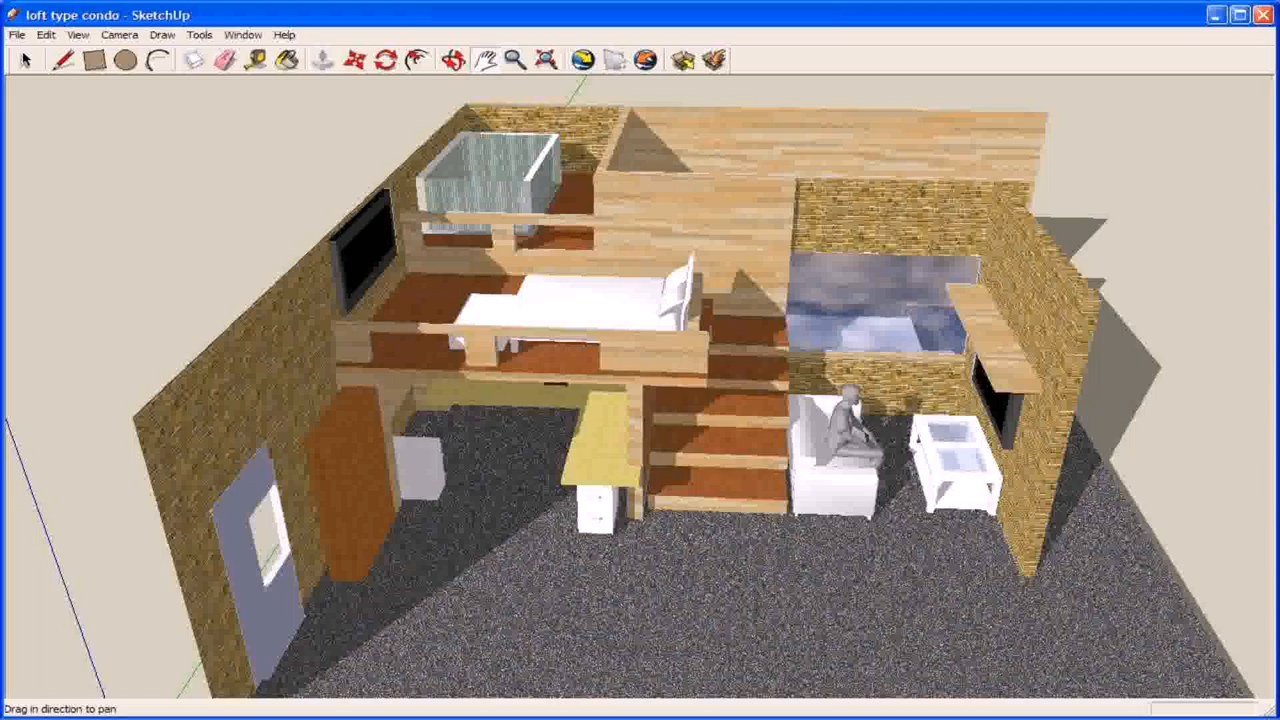 loft type condo - SketchUp
File Edit View Camera Draw Tools Window Help
Drag in direction to pan